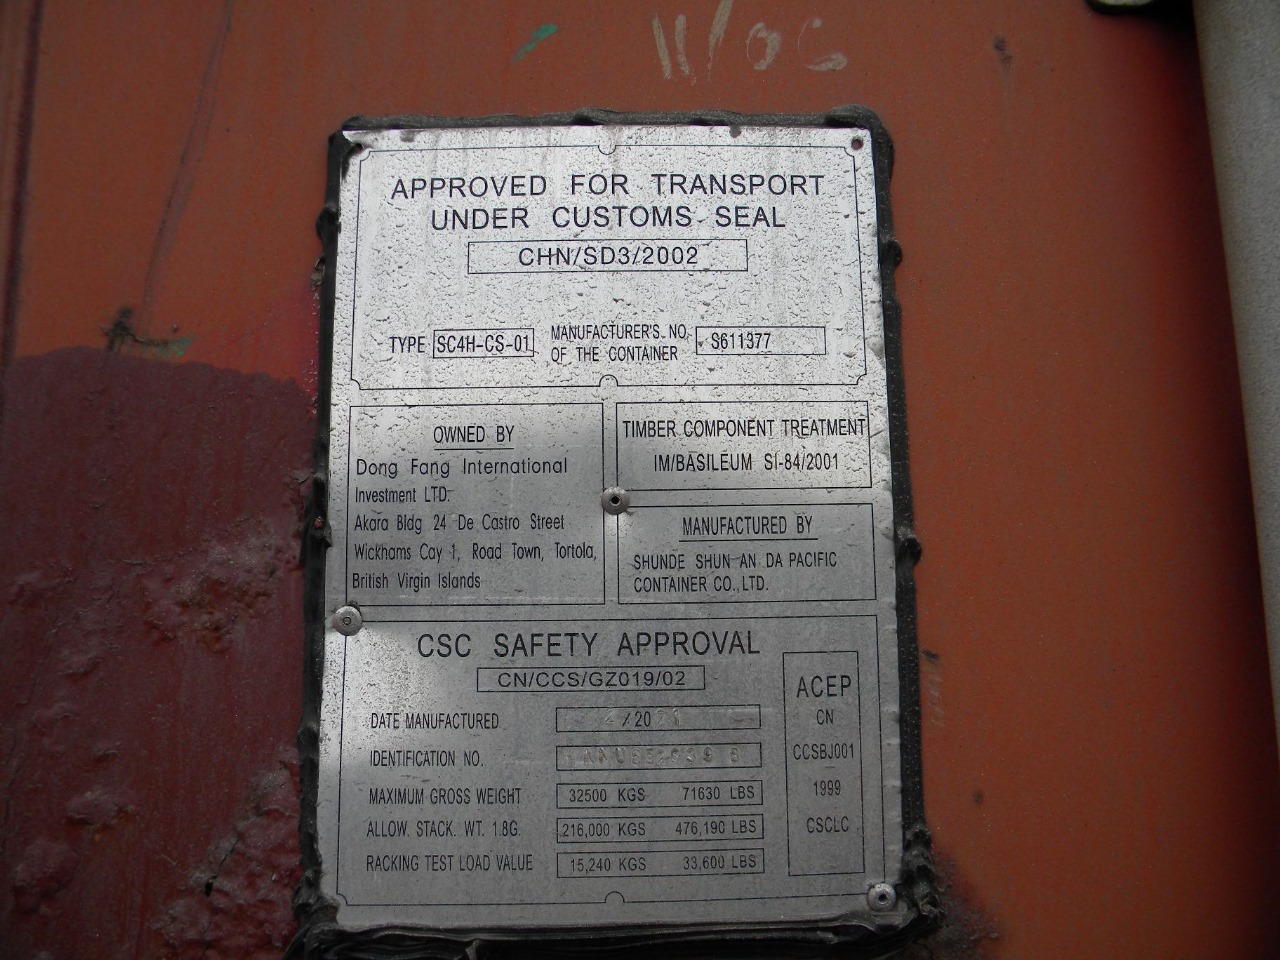 11/06
APPROVED FOR TRANSPORT
UNDER CUSTOMS SEAL
CHN/SD3/2002
TYPE SC4H-CS-01 MANUFACTURER'S NO. OF THE CONTAINER S611377
OWNED BY
Dong Fang International
Investment LTD.
Akara Bldg 24 De Castro Street
Wickhams Cay 1, Road Town, Tortola,
British Virgin Islands
TIMBER COMPONENT TREATMENT
IM/BASILEUM SI-84/2001
MANUFACTURED BY
SHUNDE SHUN AN DA PACIFIC
CONTAINER CO.,LTD.
CSC SAFETY APPROVAL
CN/CCS/GZ019/02
DATE MANUFACTURED
IDENTIFICATION NO.
MAXIMUM GROSS WEIGHT 32500 KGS 71630 LBS
ALLOW. STACK. WT. 1.8G. 216,000 KGS 476,190 LBS
RACKING TEST LOAD VALUE 15,240 KGS 33,600 LBS
ACEP
CN
CCSBJ001
1999
CSCLC